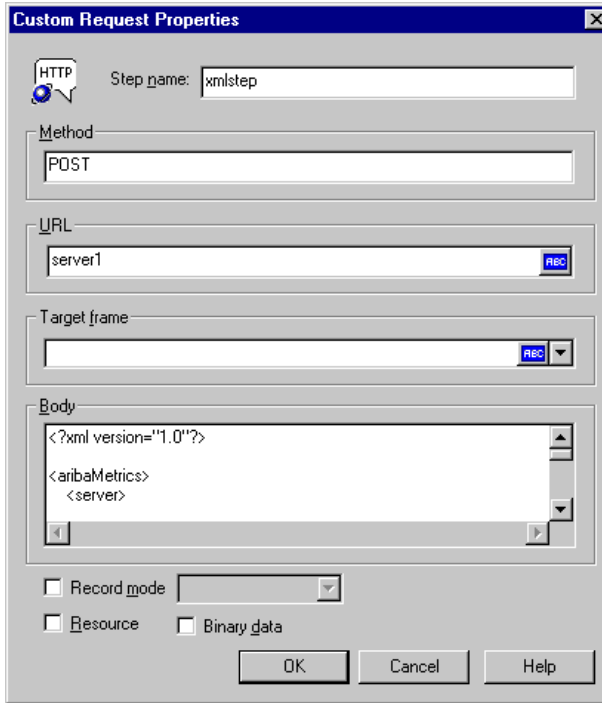 Custom Request Properties
HTTP
Step name: xmlstep
Method
POST
URL
server1
ABC
Target frame
ABC
Body
<?xml version="1.0"?>
<aribaMetrics>
<server>
Record mode
Resource
Binary data
OK
Cancel
Help